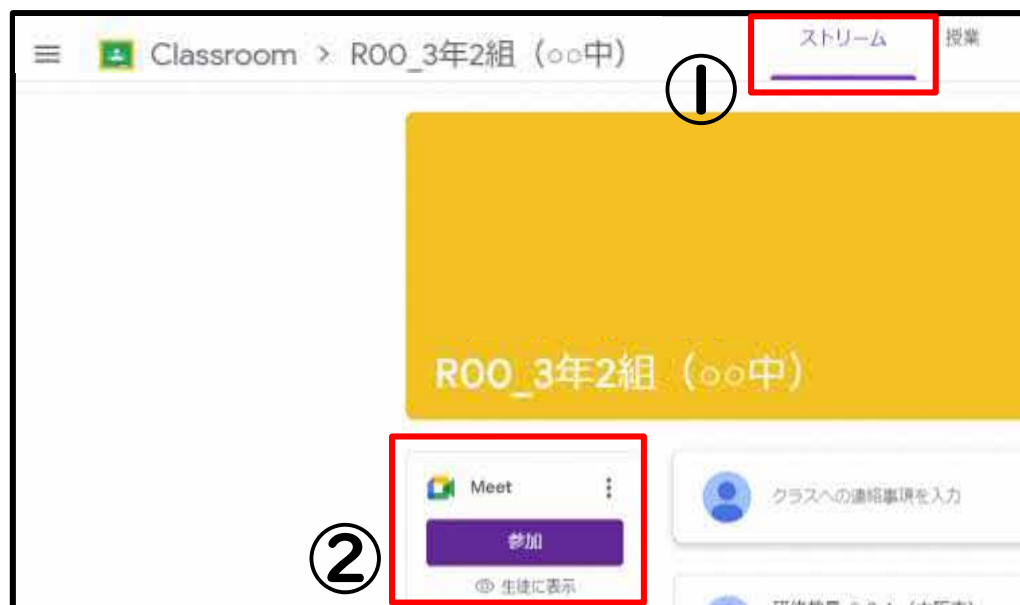 Classroom > R00_3年2組（○○中）
ストリーム 授業
①
R00_3年2組（○○中）
Meet
クラスへの連絡事項を入力
参加
②
生徒に表示